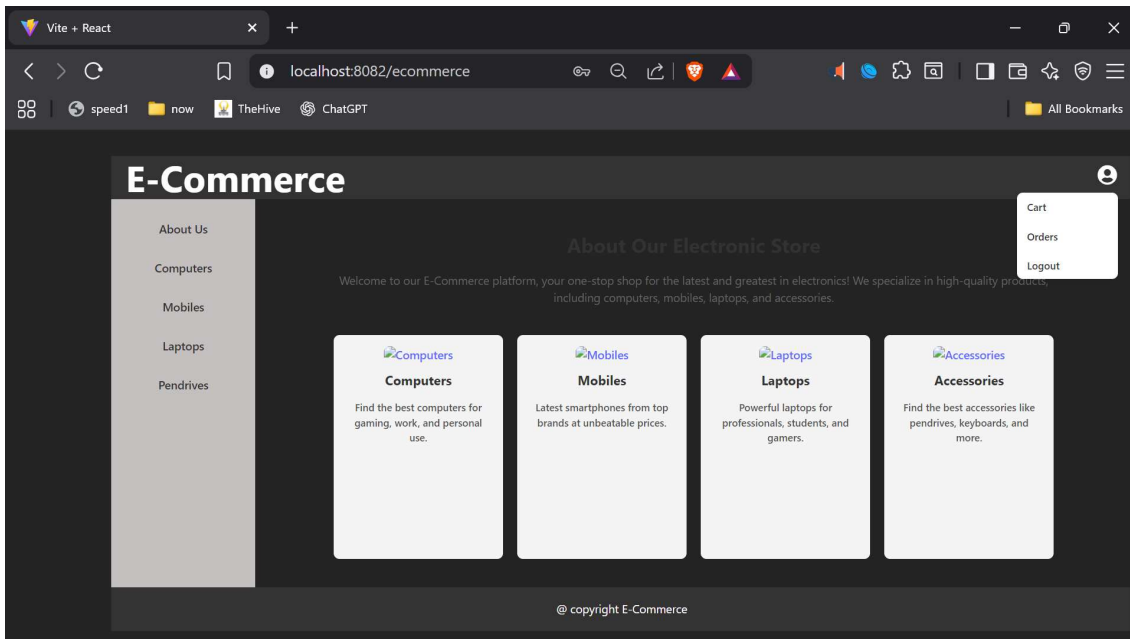 Vite + React
localhost:8082/ecommerce
speed1
now
TheHive
ChatGPT
All Bookmarks
E-Commerce
Cart
Orders
Logout
About Us
Computers
Mobiles
Laptops
Pendrives
About Our Electronic Store
Welcome to our E-Commerce platform, your one-stop shop for the latest and greatest in electronics! We specialize in high-quality products,
including computers, mobiles, laptops, and accessories.
Computers
Computers
Find the best computers for
gaming, work, and personal
use.
Mobiles
Mobiles
Latest smartphones from top
brands at unbeatable prices.
Laptops
Laptops
Powerful laptops for
professionals, students, and
gamers.
Accessories
Accessories
Find the best accessories like
pendrives, keyboards, and
more.
@ copyright E-Commerce